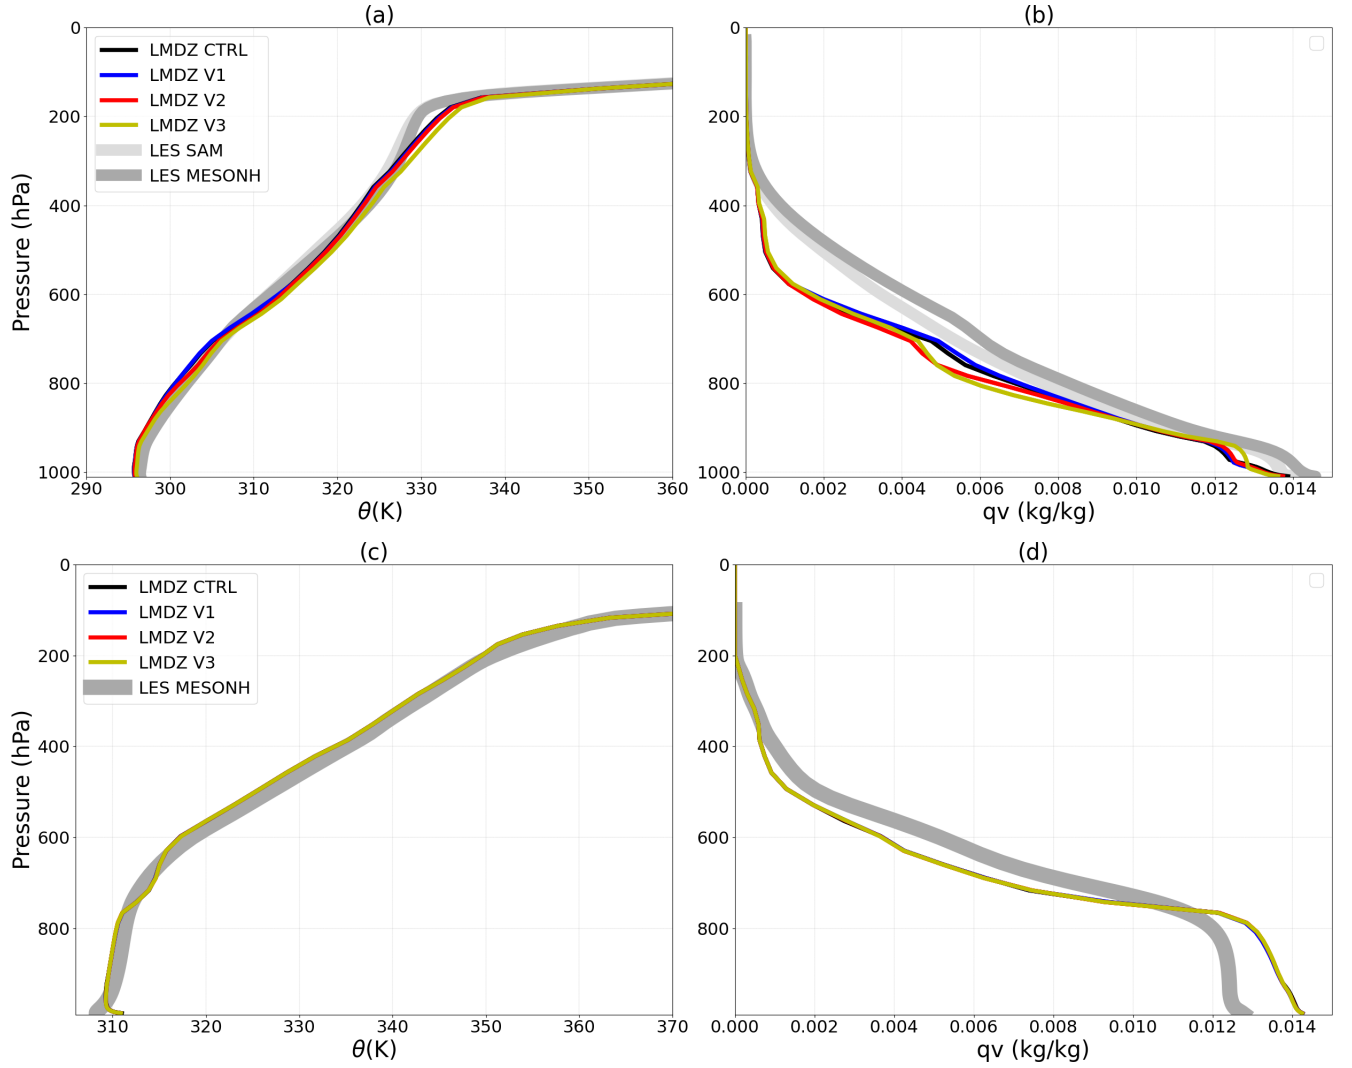 (a)
LMDZ CTRL
LMDZ V1
LMDZ V2
LMDZ V3
LES SAM
LES MESONH
0
200
400
600
800
1000
Pressure (hPa)
290 300 310 320 330 340 350 360
θ(K)
(b)
0
200
400
600
800
1000
0.000 0.002 0.004 0.006 0.008 0.010 0.012 0.014
qv (kg/kg)
(c)
LMDZ CTRL
LMDZ V1
LMDZ V2
LMDZ V3
LES MESONH
0
200
400
600
800
Pressure (hPa)
310 320 330 340 350 360 370
θ(K)
(d)
0
200
400
600
800
0.000 0.002 0.004 0.006 0.008 0.010 0.012 0.014
qv (kg/kg)